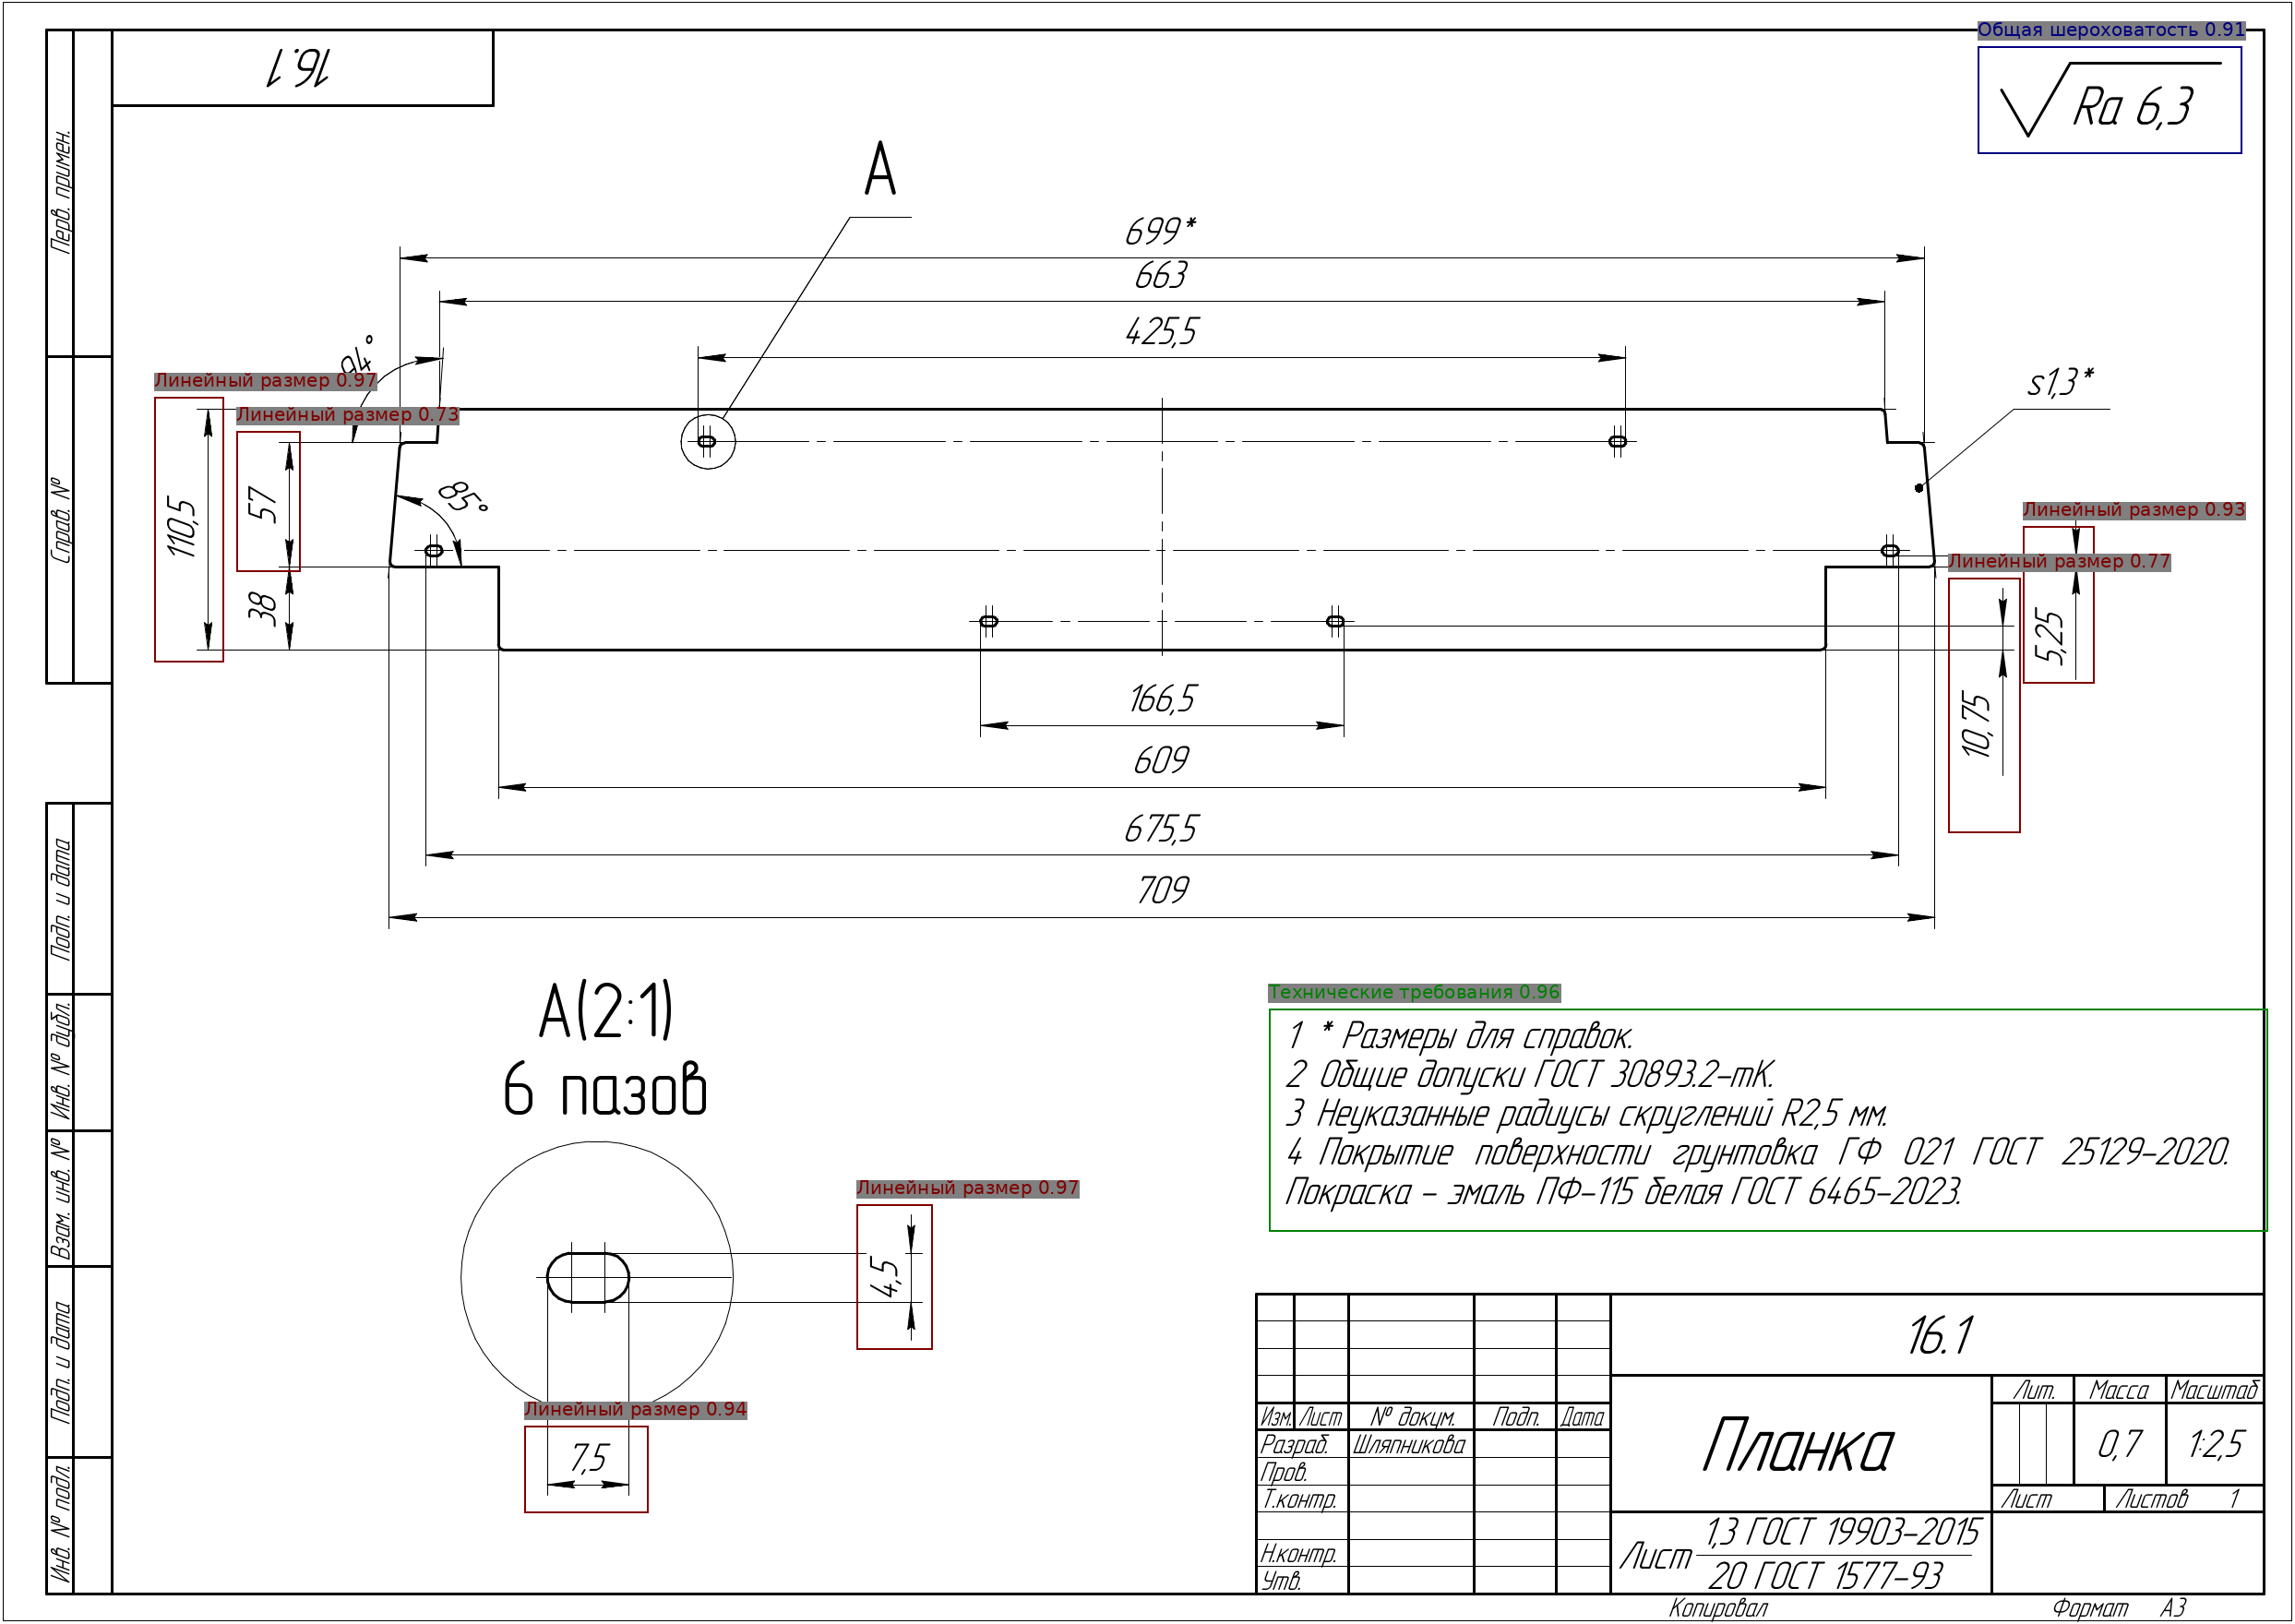 Общая шероховатость 0.91
16.1
√Ra 6,3
Перв. примен.
А
699*
663
425,5
94°
s1,3*
Линейный размер 0.97
Линейный размер 0.73
Справ. №
110,5
57
85°
38
Линейный размер 0.93
Линейный размер 0.77
5,25
10,75
166,5
609
675,5
709
Подп. и дата
Инв. № дубл.
Взам. инв. №
Подп. и дата
Инв. № подл.
А(2:1)
6 пазов
Линейный размер 0.97
4,5
Линейный размер 0.94
7,5
Технические требования 0.96
1 * Размеры для справок.
2 Общие допуски ГОСТ 30893.2-mK.
3 Неуказанные радиусы скруглений R2,5 мм.
4 Покрытие поверхности грунтовка ГФ 021 ГОСТ 25129-2020.
Покраска - эмаль ПФ-115 белая ГОСТ 6465-2023.
16.1
Лит. Масса Масштаб
Изм. Лист № докум. Подп. Дата
Разраб. Шляпникова
Планка
0,7 1:2,5
Пров.
Т.контр.
Лист Листов 1
Н.контр.
Утв.
Лист 1,3 ГОСТ 19903-2015
20 ГОСТ 1577-93
Копировал Формат А3